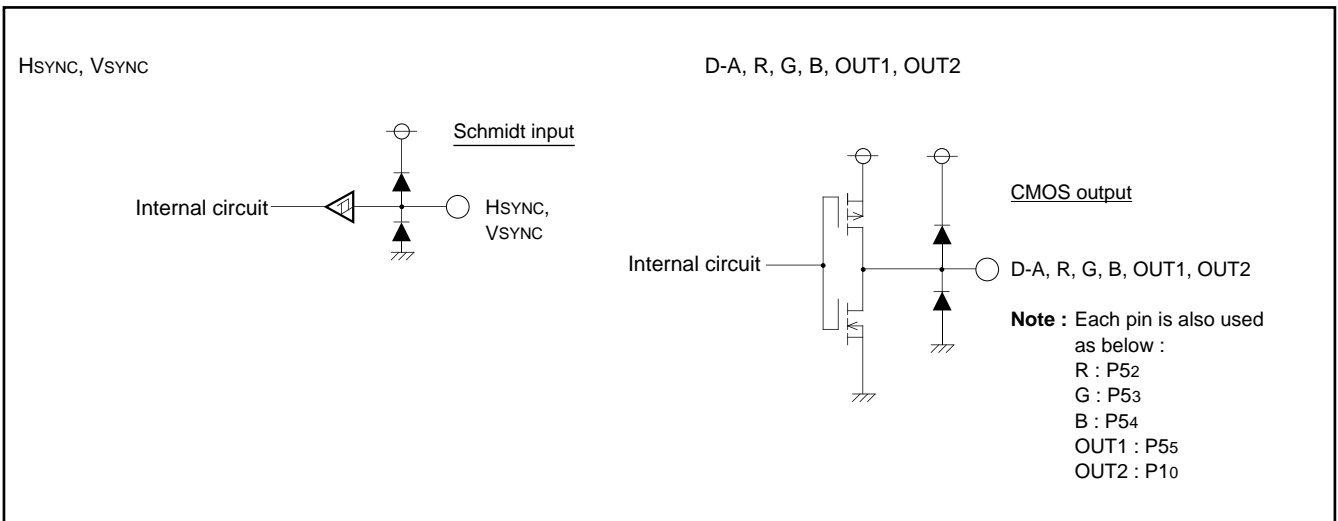 HSYNC, VSYNC
Schmidt input
Internal circuit
HSYNC,
VSYNC
D-A, R, G, B, OUT1, OUT2
CMOS output
Internal circuit
D-A, R, G, B, OUT1, OUT2
Note : Each pin is also used
as below :
R : P52
G : P53
B : P54
OUT1 : P55
OUT2 : P10